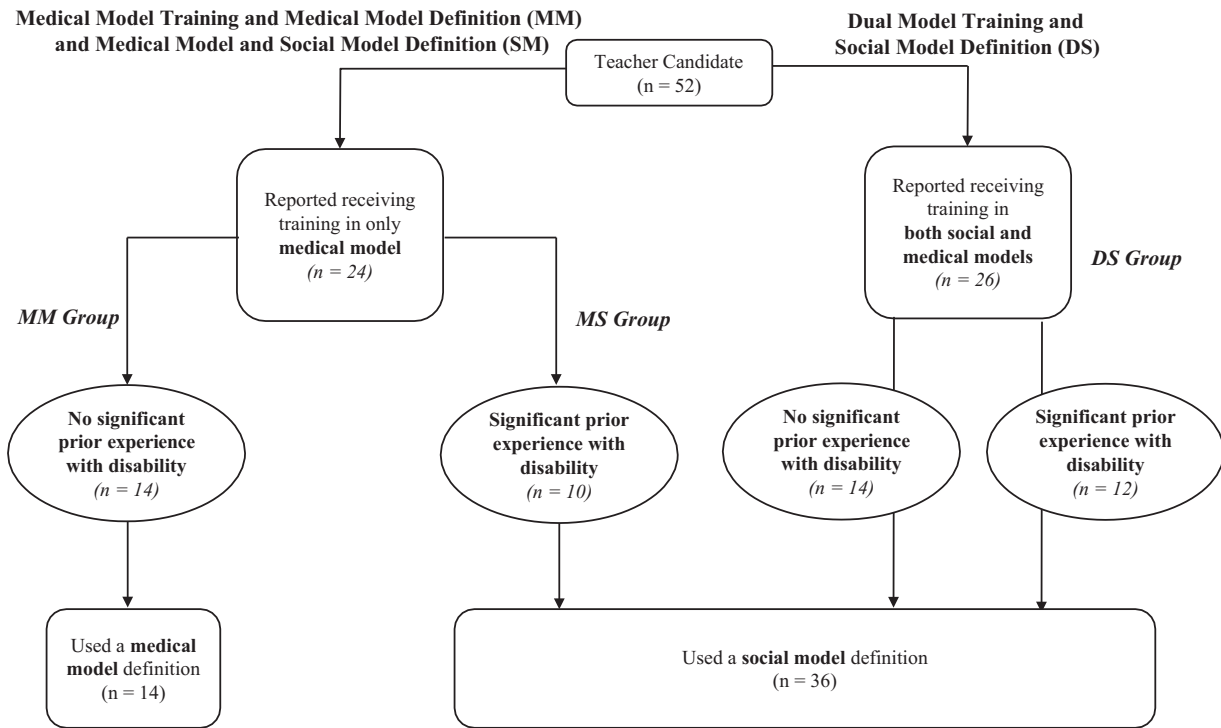 Medical Model Training and Medical Model Definition (MM)
and Medical Model and Social Model Definition (SM)
Dual Model Training and
Social Model Definition (DS)
Teacher Candidate
(n = 52)
Reported receiving
training in only
medical model
(n = 24)
Reported receiving
training in
both social and
medical models
(n = 26)
MM Group
MS Group
DS Group
No significant
prior experience
with disability
(n = 14)
Significant prior
experience with
disability
(n = 10)
No significant
prior experience
with disability
(n = 14)
Significant prior
experience with
disability
(n = 12)
Used a medical
model definition
(n = 14)
Used a social model definition
(n = 36)